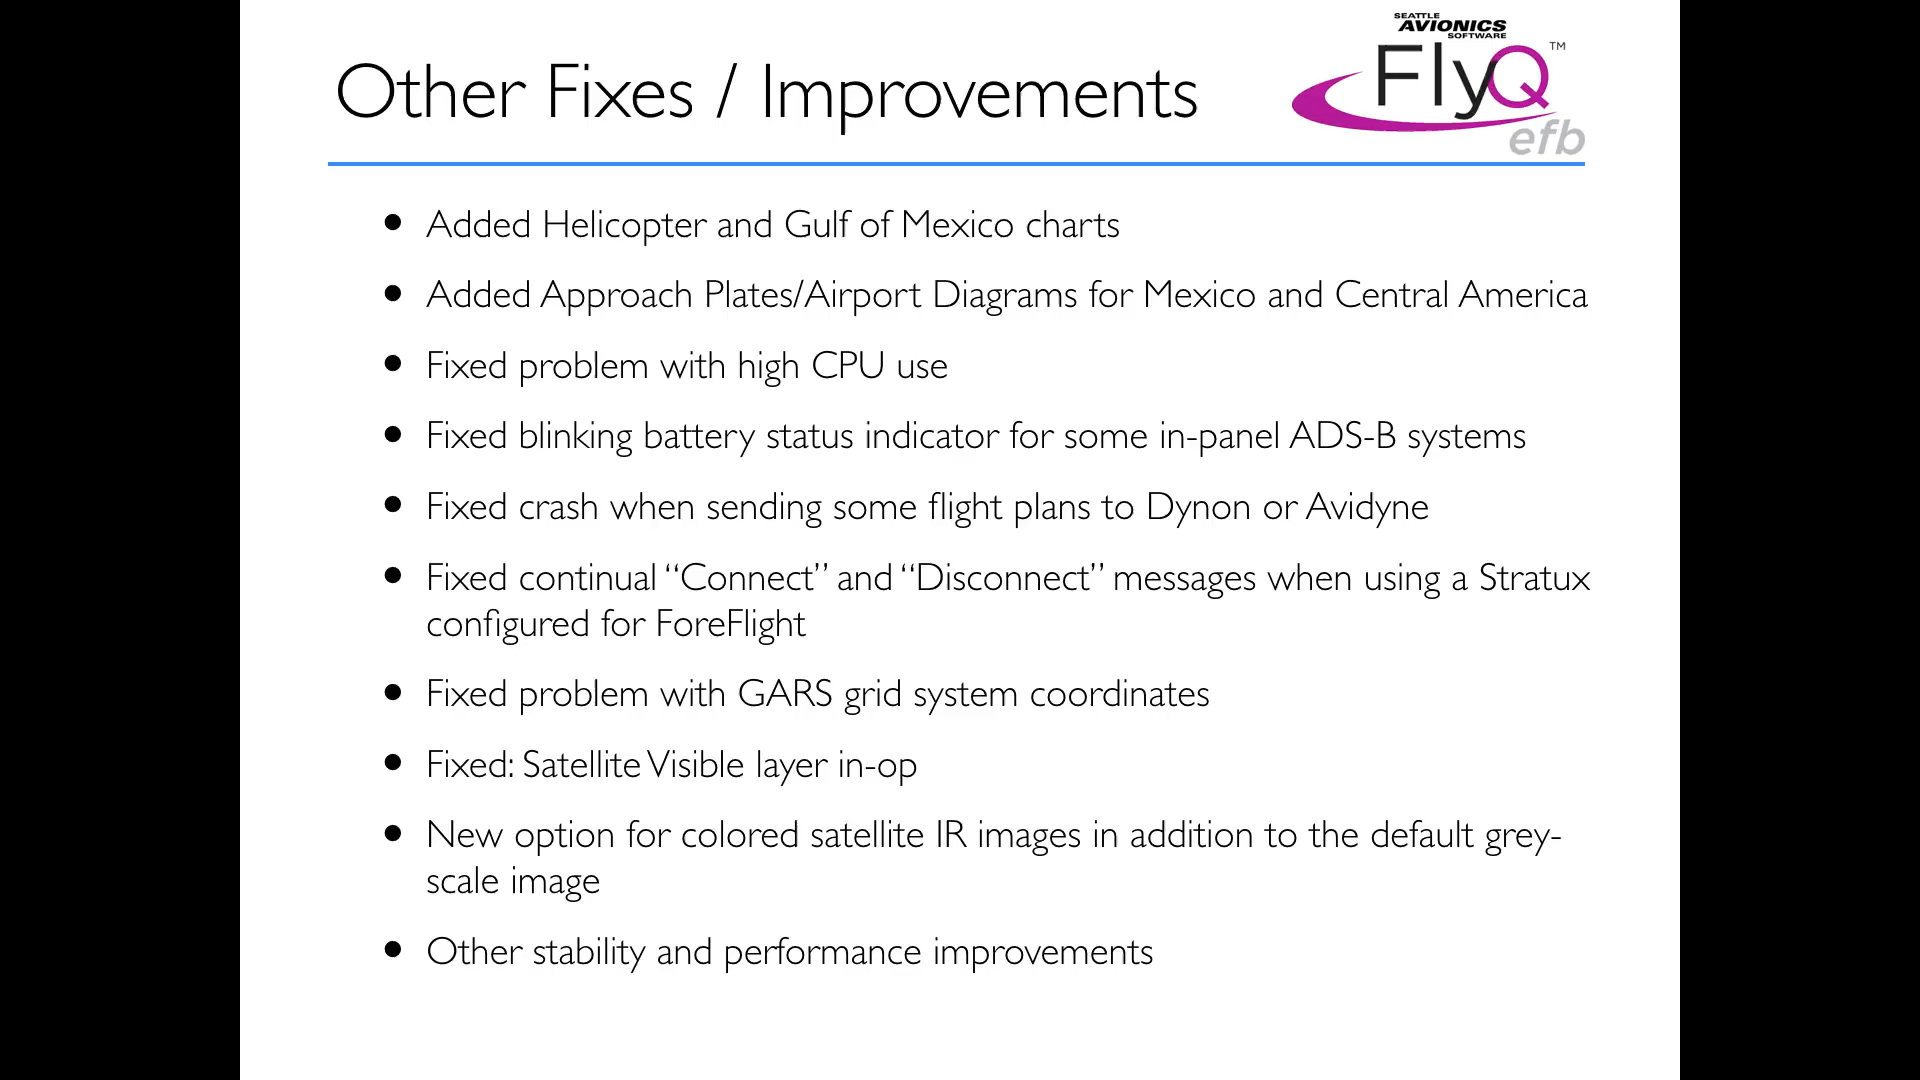 SEATTLE
AVIONICS
SOFTWARE
FlyQ™
efb
Other Fixes / Improvements
• Added Helicopter and Gulf of Mexico charts
• Added Approach Plates/Airport Diagrams for Mexico and Central America
• Fixed problem with high CPU use
• Fixed blinking battery status indicator for some in-panel ADS-B systems
• Fixed crash when sending some flight plans to Dynon or Avidyne
• Fixed continual “Connect” and “Disconnect” messages when using a Stratux
configured for ForeFlight
• Fixed problem with GARS grid system coordinates
• Fixed: Satellite Visible layer in-op
• New option for colored satellite IR images in addition to the default grey-
scale image
• Other stability and performance improvements